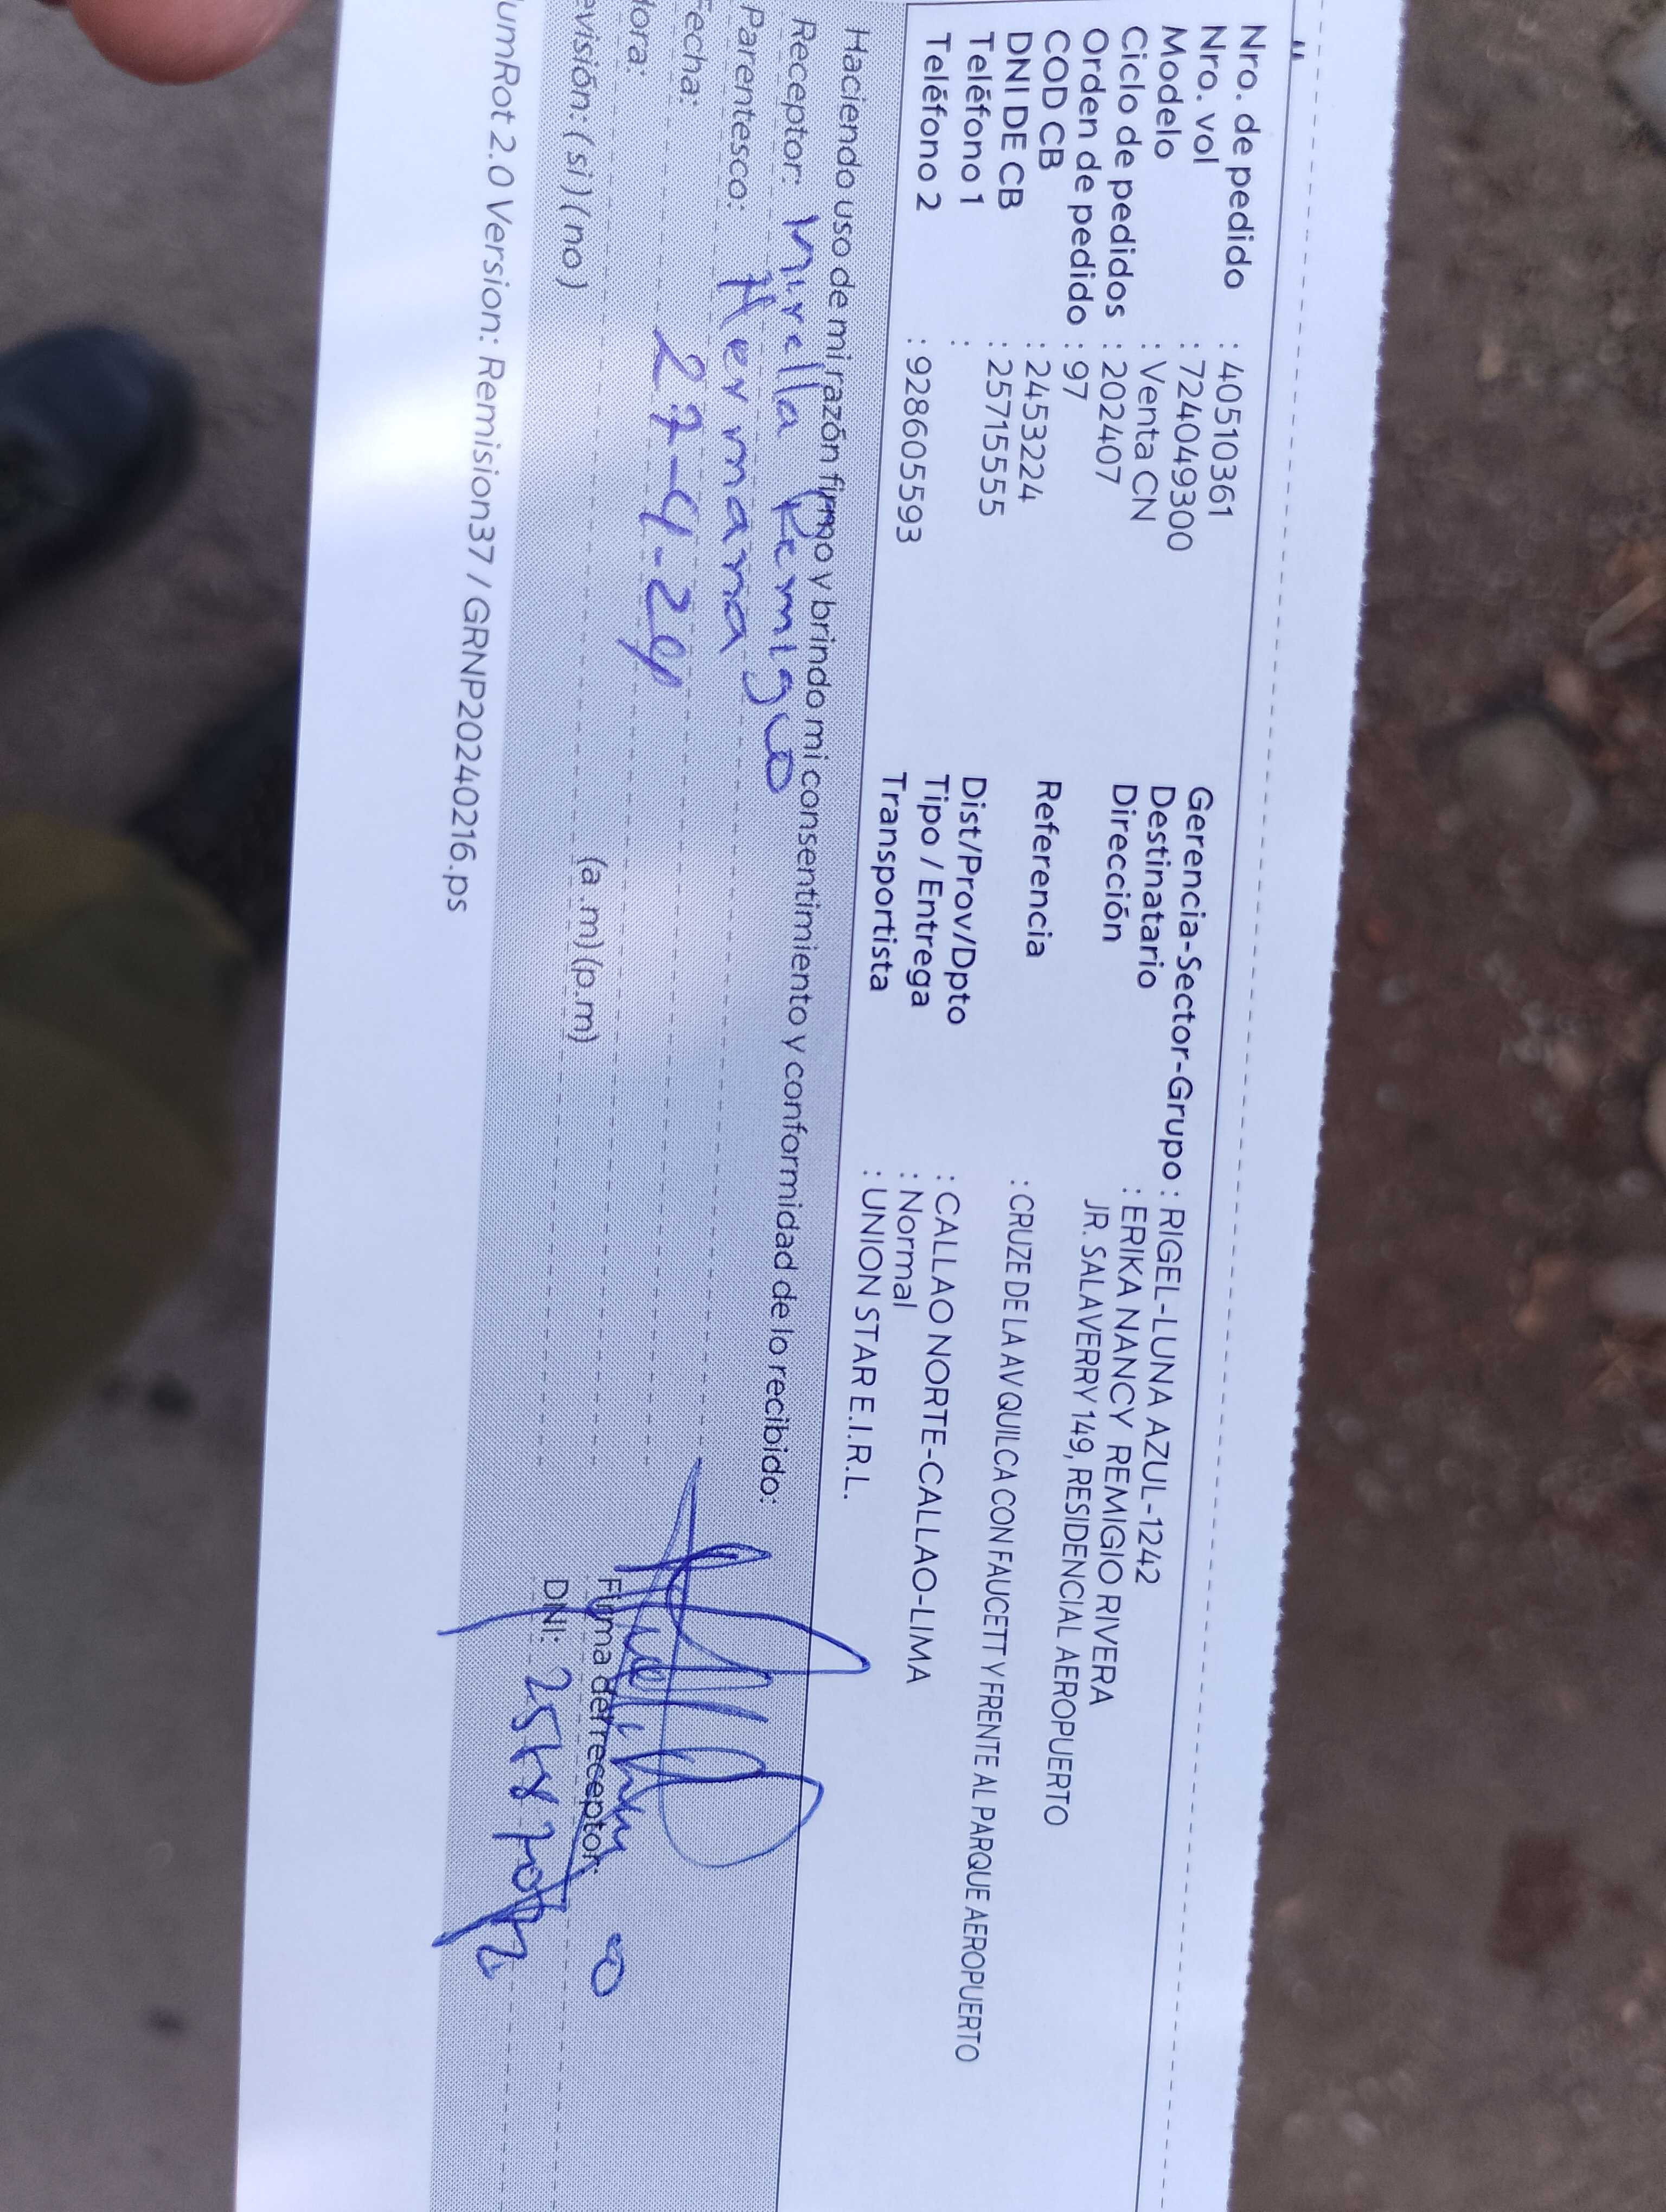 Nro. de pedido : 40510361
Nro. vol : 724049300
Modelo : Venta CN
Ciclo de pedidos : 202407
Orden de pedido : 97
COD CB : 2453224
DNI DE CB : 25715555
Teléfono 1 :
Teléfono 2 : 928605593
Gerencia-Sector-Grupo : RIGEL-LUNA AZUL-1242
Destinatario : ERIKA NANCY REMIGIO RIVERA
Dirección JR. SALAVERRY 149, RESIDENCIAL AEROPUERTO
Referencia : CRUZE DE LA AV QUILCA CON FAUCETT Y FRENTE AL PARQUE AEROPUERTO
Dist/Prov/Dpto : CALLAO NORTE-CALLAO-LIMA
Tipo / Entrega : Normal
Transportista : UNION STAR E.I.R.L.
Haciendo uso de mi razón firmo y brindo mi consentimiento y conformidad de lo recibido:
Receptor: Mirella Remigio
Parentesco: Hermana
Fecha: 27-4-24
Hora: (a.m) (p.m)
evisión: ( si ) ( no )
Firma del receptor:
DNI:
umRot 2.0 Version: Remision37 / GRNP20240216.ps